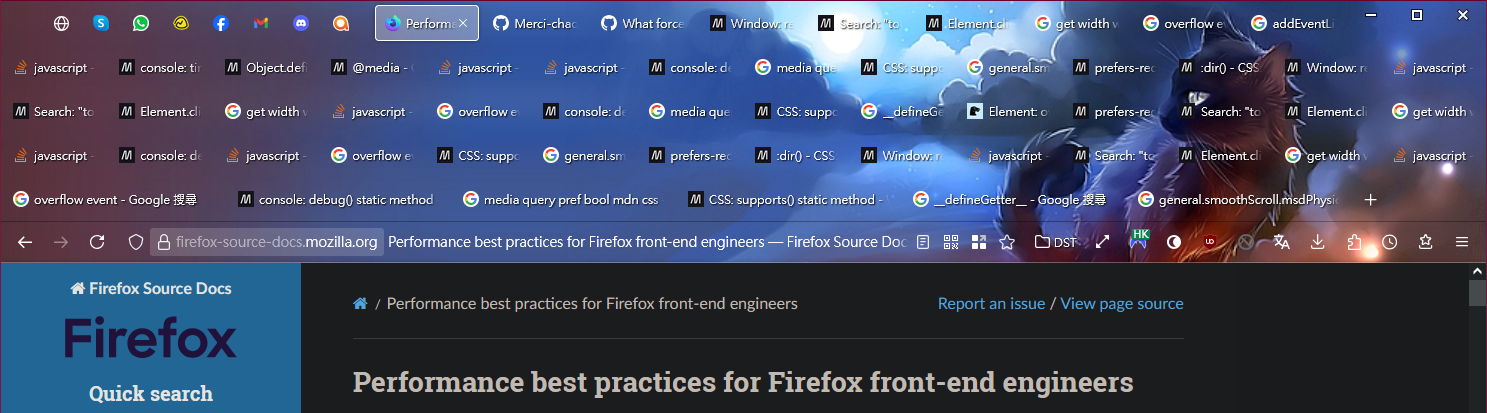 Perform Merci-chac What force Window: Search: "to Element.cli get width v overflow e addEventLi
javascript - console: tir Object.defi @media - javascript - javascript - console: de media que CSS: suppo general.sm prefers-rec :dir() - CSS Window: re javascript -
Search: "to Element.cli get width v javascript - overflow ev console: de media que CSS: suppo __defineGe Element: o prefers-rec Search: "to Element.cli get width v
javascript - console: de javascript - overflow ev CSS: suppo general.sm prefers-rec :dir() - CSS Window: re javascript - Search: "to Element.cli get width v javascript -
overflow event - Google 搜尋 console: debug() static method media query pref bool mdn css CSS: supports() static method - __defineGetter__ - Google 搜尋 general.smoothScroll.msdPhysic
firefox-source-docs.mozilla.org Performance best practices for Firefox front-end engineers — Firefox Source Doc DST HK
Firefox Source Docs
/ Performance best practices for Firefox front-end engineers Report an issue / View page source
Firefox
Performance best practices for Firefox front-end engineers
Quick search